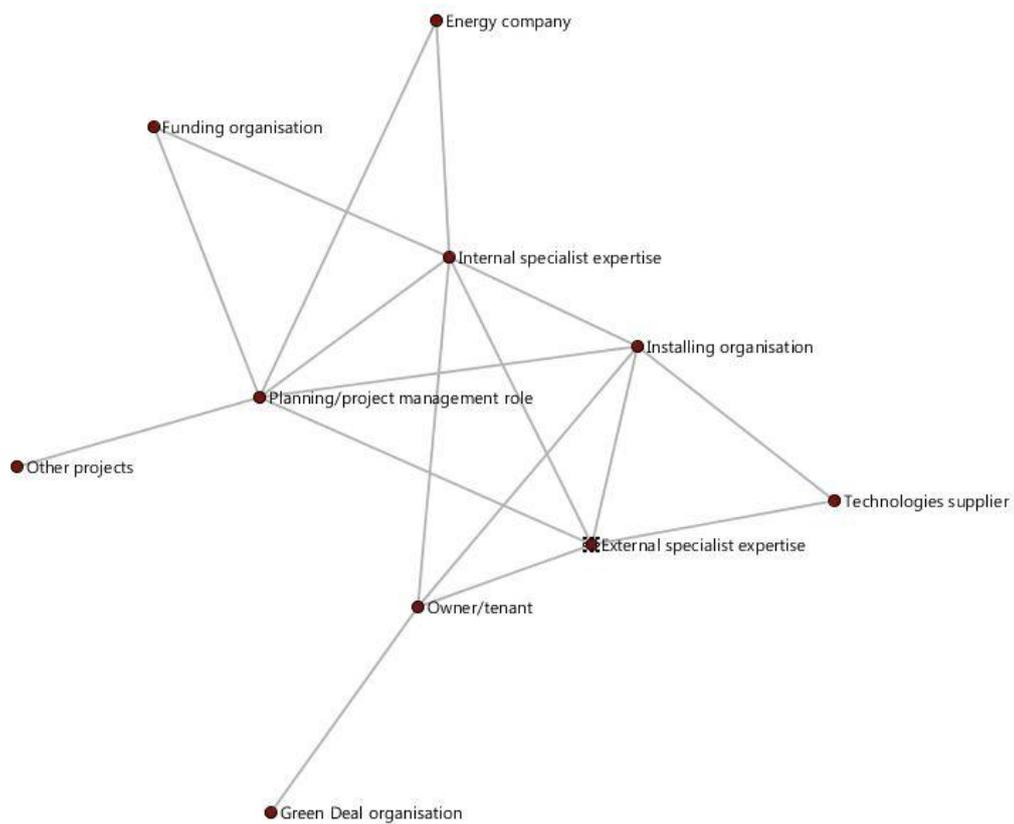 Energy company
Funding organisation
Internal specialist expertise
Installing organisation
Planning/project management role
Other projects
Technologies supplier
External specialist expertise
Owner/tenant
Green Deal organisation